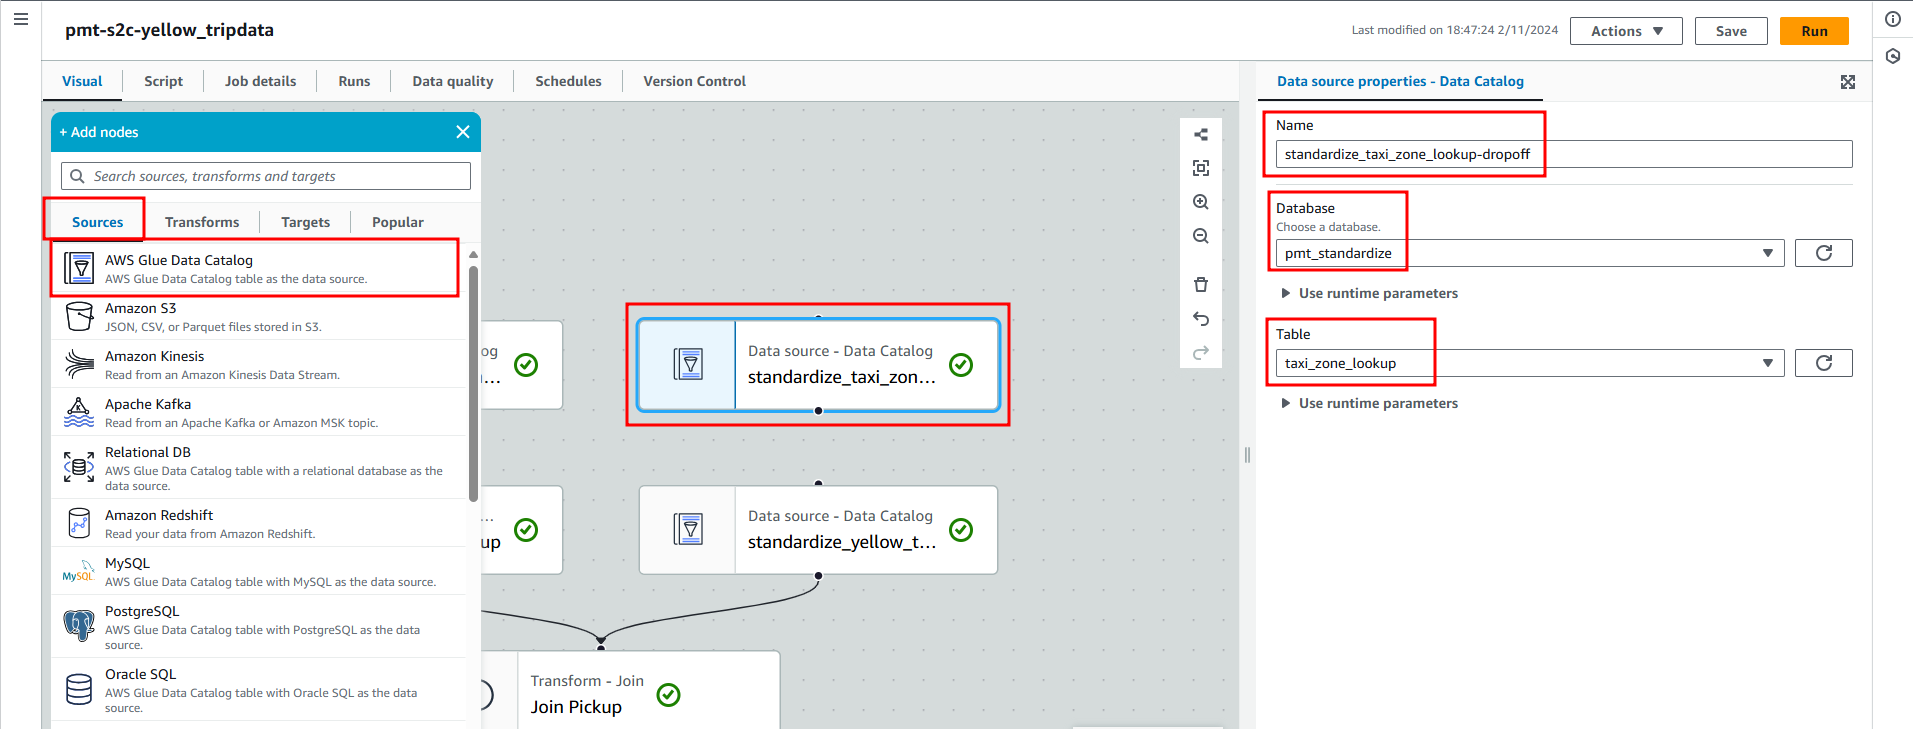 pmt-s2c-yellow_tripdata
Last modified on 18:47:24 2/11/2024
Actions
Save
Run
Visual
Script
Job details
Runs
Data quality
Schedules
Version Control
+ Add nodes
Search sources, transforms and targets
Sources
Transforms
Targets
Popular
AWS Glue Data Catalog
AWS Glue Data Catalog table as the data source.
Amazon S3
JSON, CSV, or Parquet files stored in S3.
Amazon Kinesis
Read from an Amazon Kinesis Data Stream.
Apache Kafka
Read from an Apache Kafka or Amazon MSK topic.
Relational DB
AWS Glue Data Catalog table with a relational database as the
data source.
Amazon Redshift
Read your data from Amazon Redshift.
MySQL
MySQL
AWS Glue Data Catalog table with MySQL as the data source.
PostgreSQL
AWS Glue Data Catalog table with PostgreSQL as the data
source.
Oracle SQL
AWS Glue Data Catalog table with Oracle SQL as the data
source.
og
...
Data source - Data Catalog
standardize_taxi_zon...
...
up
Data source - Data Catalog
standardize_yellow_t...
Transform - Join
Join Pickup
Data source properties - Data Catalog
Name
standardize_taxi_zone_lookup-dropoff
Database
Choose a database.
pmt_standardize
Use runtime parameters
Table
taxi_zone_lookup
Use runtime parameters